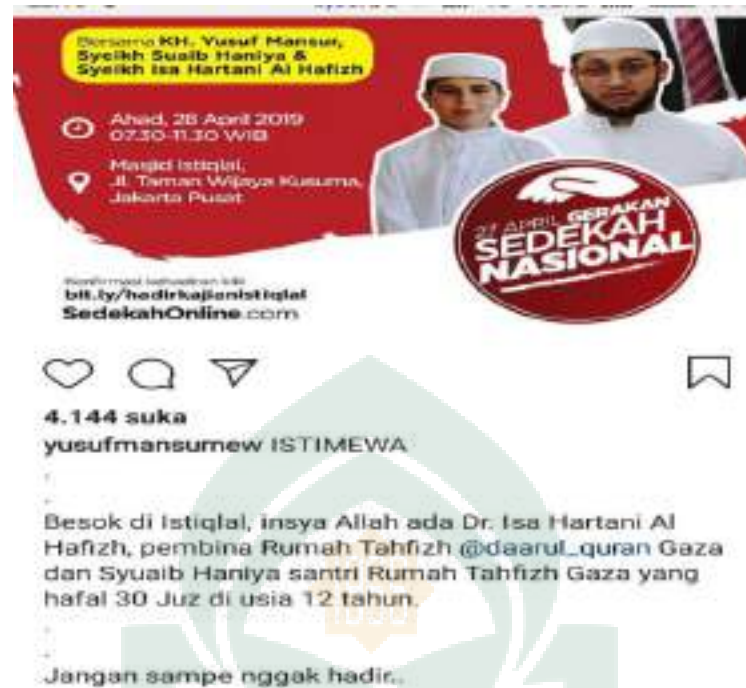 Bersama KH. Yusuf Mansur,
Syeikh Suaib Haniya &
Syeikh Isa Hartani Al Hafizh
Ahad, 28 April 2019
07.30-11.30 WIB
Masjid Istiqlal,
Jl. Taman Wijaya Kusuma,
Jakarta Pusat
27 APRIL GERAKAN
SEDEKAH
NASIONAL
Konfirmasi kehadiran klik
bit.ly/hadirkajianistiqlal
SedekahOnline.com
4.144 suka
yusufmansurnew ISTIMEWA
.
.
Besok di Istiqlal, insya Allah ada Dr. Isa Hartani Al
Hafizh, pembina Rumah Tahfizh @daarul_quran Gaza
dan Syuaib Haniya santri Rumah Tahfizh Gaza yang
hafal 30 Juz di usia 12 tahun.
.
.
Jangan sampe nggak hadir..